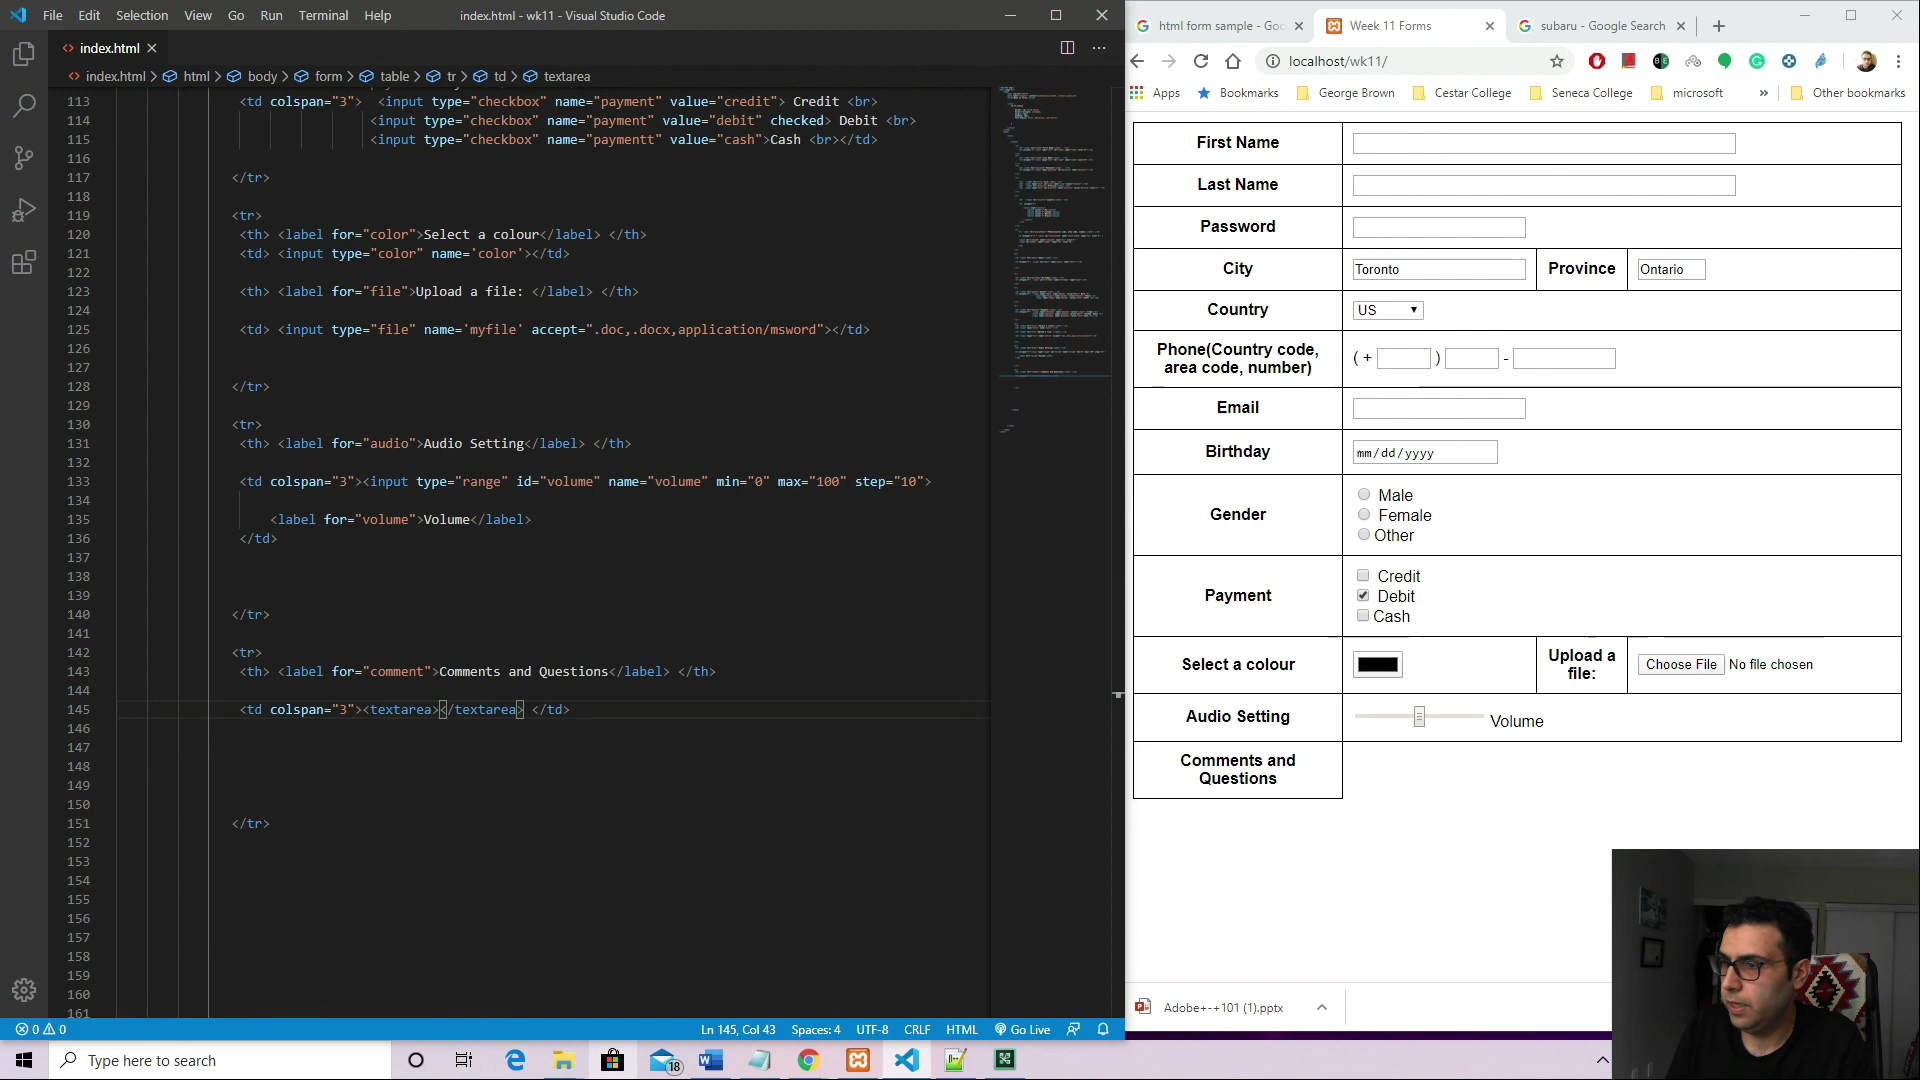 File Edit Selection View Go Run Terminal Help
index.html - wk11 - Visual Studio Code
index.html
index.html > html > body > form > table > tr > td > textarea
113 <td colspan="3">  <input type="checkbox" name="payment" value="credit"> Credit <br>
114 <input type="checkbox" name="payment" value="debit" checked> Debit <br>
115 <input type="checkbox" name="paymentt" value="cash">Cash <br></td>
116
117 </tr>
118
119 <tr>
120 <th> <label for="color">Select a colour</label> </th>
121 <td> <input type="color" name='color'></td>
122
123 <th> <label for="file">Upload a file: </label> </th>
124
125 <td> <input type="file" name='myfile' accept=".doc,.docx,application/msword"></td>
126
127
128 </tr>
129
130 <tr>
131 <th> <label for="audio">Audio Setting</label> </th>
132
133 <td colspan="3"><input type="range" id="volume" name="volume" min="0" max="100" step="10">
134
135 <label for="volume">Volume</label>
136 </td>
137
138
139
140 </tr>
141
142 <tr>
143 <th> <label for="comment">Comments and Questions</label> </th>
144
145 <td colspan="3"><textarea></textarea> </td>
146
147
148
149
150
151 </tr>
152
153
154
155
156
157
158
159
160
161
0 0
Ln 145, Col 43 Spaces: 4 UTF-8 CRLF HTML Go Live
html form sample - Goo
Week 11 Forms
subaru - Google Search
localhost/wk11/
Apps Bookmarks George Brown Cestar College Seneca College microsoft » Other bookmarks
First Name
Last Name
Password
City Toronto Province Ontario
Country US
Phone(Country code,
area code, number)
( + ) -
Email
Birthday mm/dd/yyyy
Gender
Male
Female
Other
Payment
Credit
Debit
Cash
Select a colour
Upload a
file:
Choose File No file chosen
Audio Setting Volume
Comments and
Questions
Adobe+-+101 (1).pptx
Type here to search
18